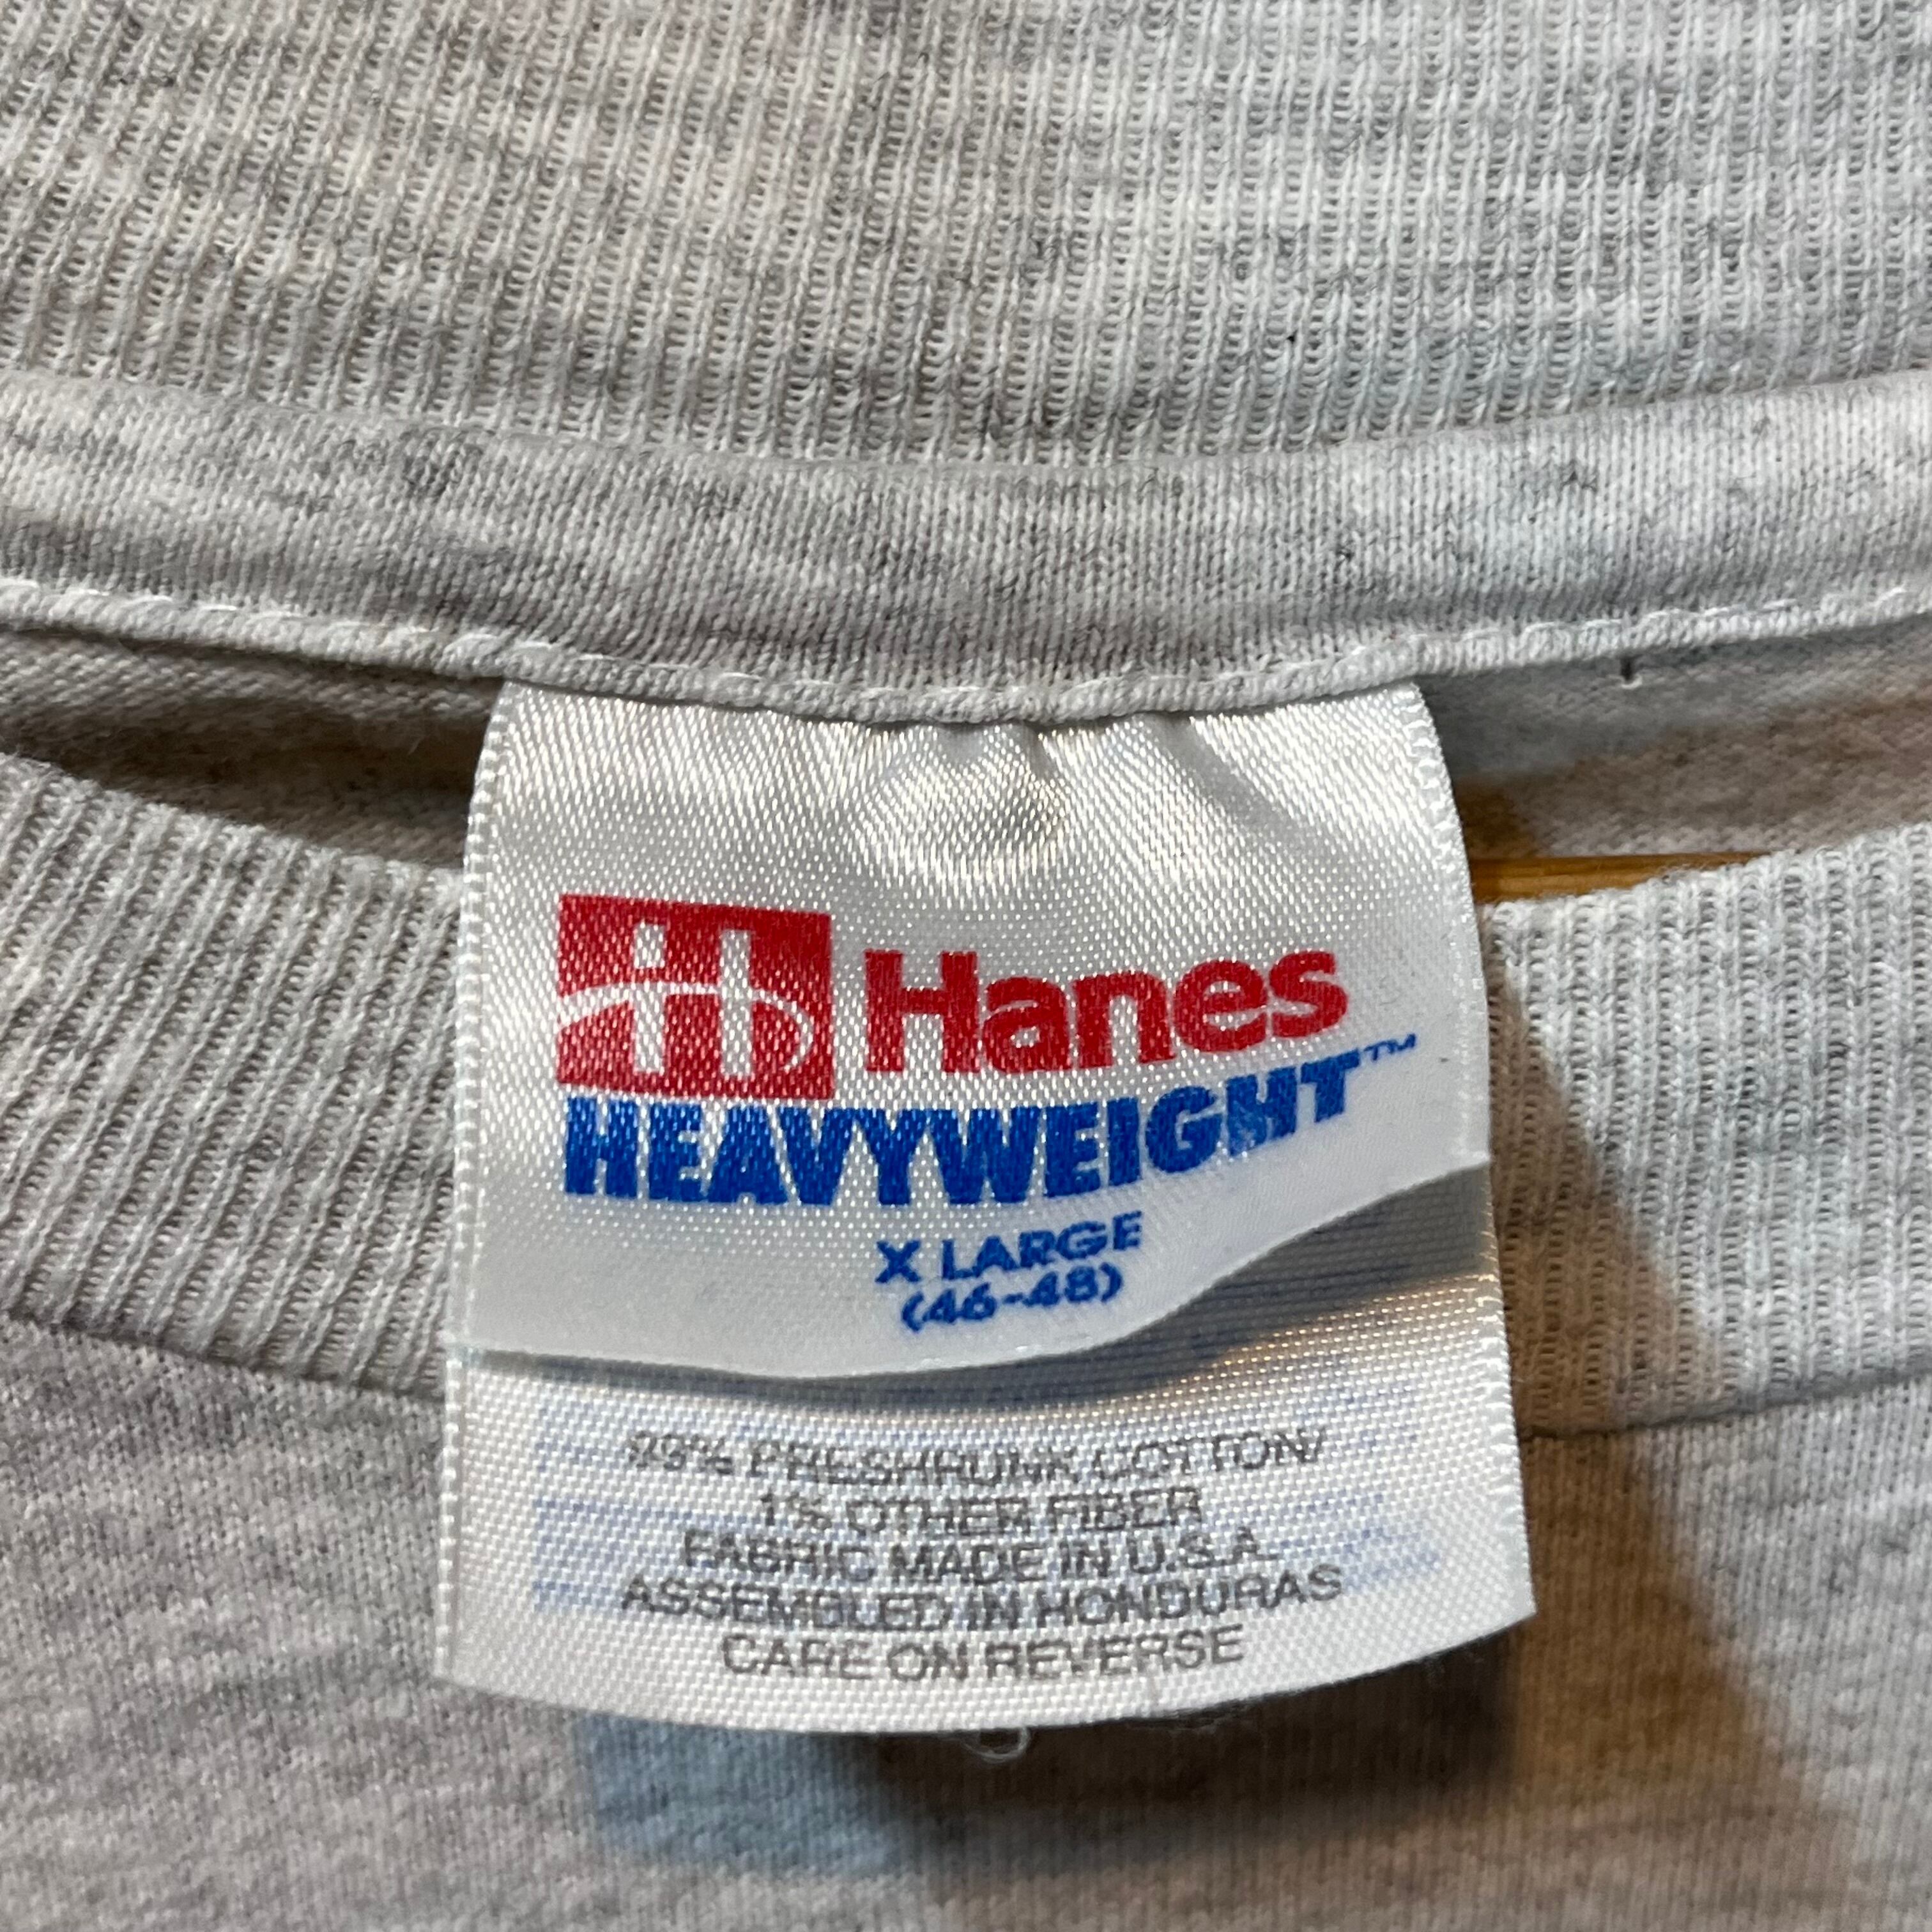 Hanes
HEAVYWEIGHT™
X LARGE
(46-48)
99% PRESHRUNK COTTON/
1% OTHER FIBER
FABRIC MADE IN U.S.A.
ASSEMBLED IN HONDURAS
CARE ON REVERSE